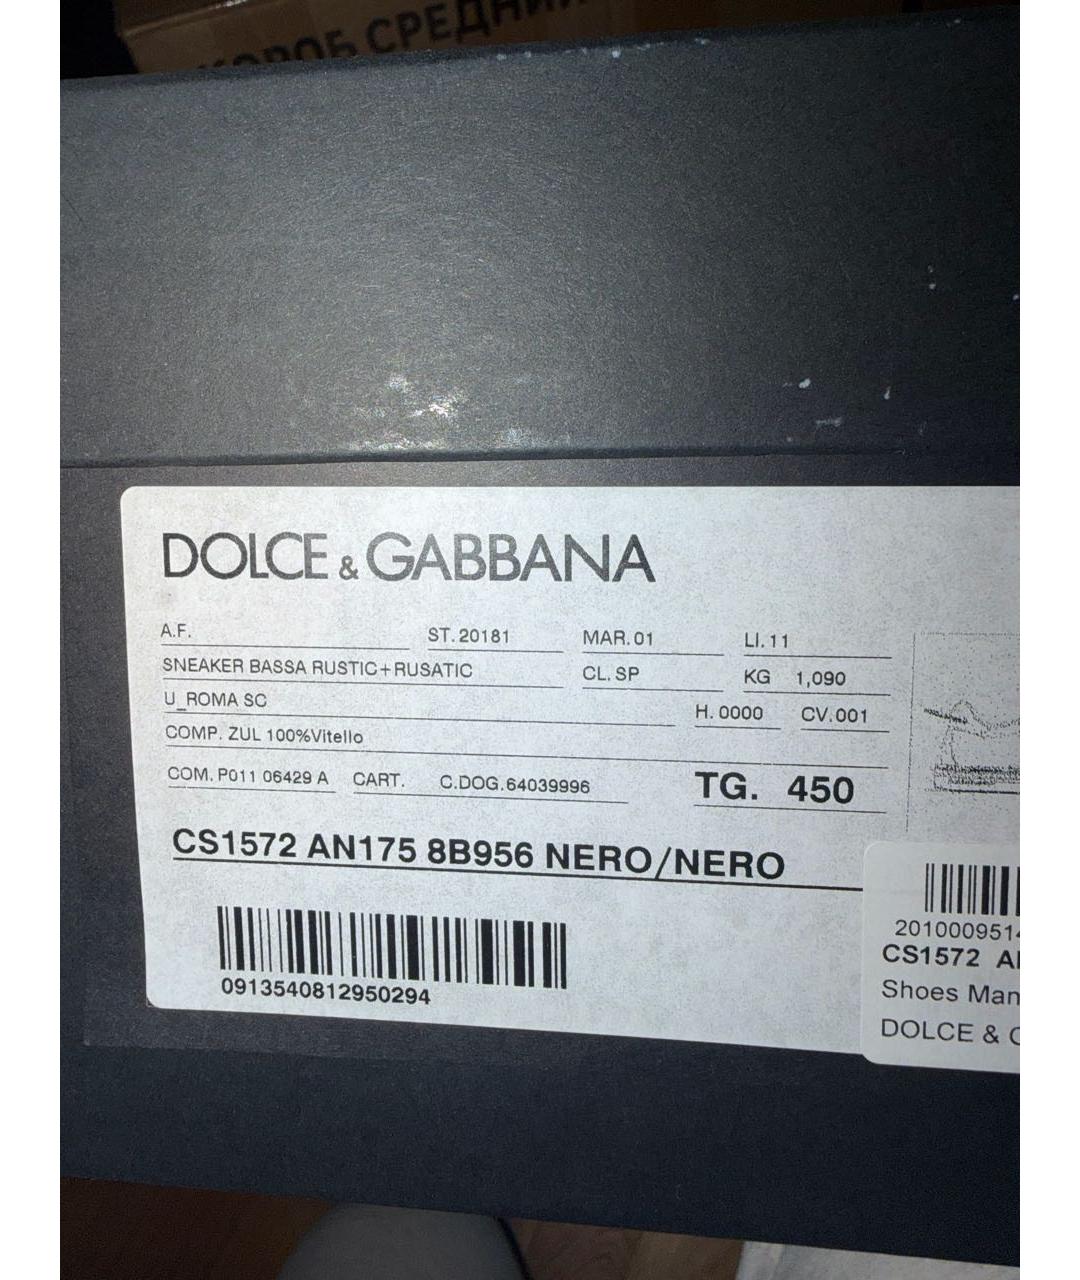 КОРОБ СРЕДНИЙ
DOLCE & GABBANA
A.F. ST. 20181 MAR. 01 LI. 11
SNEAKER BASSA RUSTIC+RUSATIC CL. SP KG 1,090
U_ROMA SC H. 0000 CV. 001
COMP. ZUL 100%Vitello
COM. P011 06429 A CART. C.DOG. 64039996 TG. 450
CS1572 AN175 8B956 NERO/NERO
0913540812950294
201000951
CS1572
Shoes Man
DOLCE &